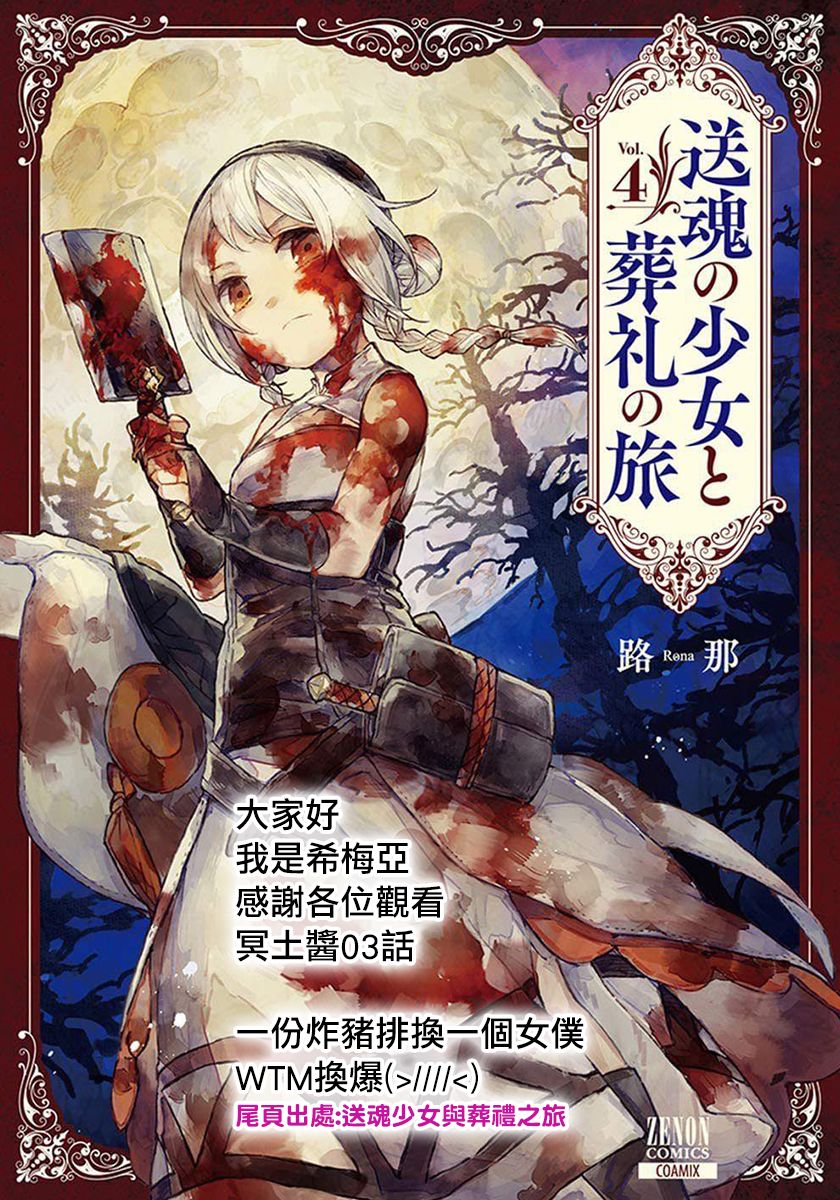 送魂の少女と
葬礼の旅
Vol.
4
路 Rona 那
大家好
我是希梅亞
感謝各位觀看
冥土醬03話
一份炸豬排換一個女僕
WTM換爆(>////<)
尾頁出處:送魂少女與葬禮之旅
ZENON
COMICS
COAMIX